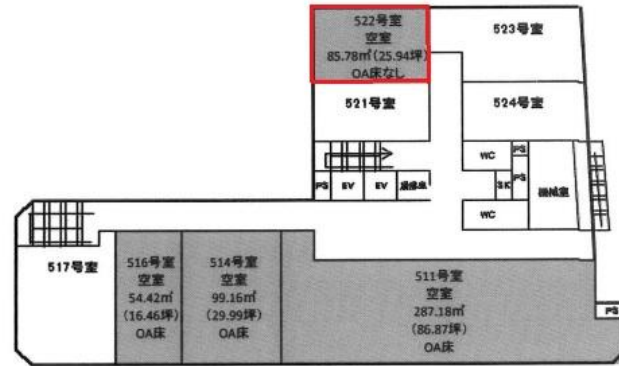 522号室
空室
85.78㎡(25.94坪)
OA床なし
523号室
521号室
524号室
WC
PS
PS
EV
EV
PS
SK
機械室
WC
517号室
516号室
空室
54.42㎡
(16.46坪)
OA床
514号室
空室
99.16㎡
(29.99坪)
OA床
511号室
空室
287.18㎡
(86.87坪)
OA床
PS